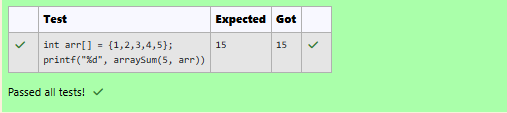 Test Expected Got
int arr[] = {1,2,3,4,5}; 15 15
printf("%d", arraySum(5, arr))
Passed all tests!